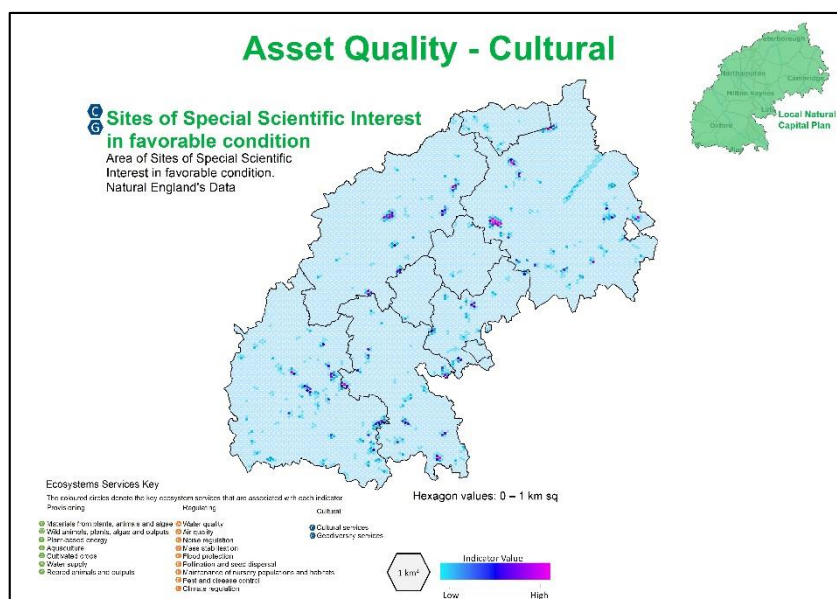 Asset Quality - Cultural
Peterborough
Northampton
Cambridge
Milton Keynes
Oxford
Local Natural
Capital Plan
C
G
Sites of Special Scientific Interest
in favorable condition
Area of Sites of Special Scientific
Interest in favorable condition.
Natural England's Data
Ecosystems Services Key
The coloured circles denote the key ecosystem services that are associated with each indicator
Provisioning
Materials from plants, animals and algae
Wild animals, plants, algae and outputs
Plant-based energy
Aquaculture
Cultivated crops
Water supply
Reared animals and outputs
Regulating
Water quality
Air quality
Noise regulation
Mass stabilisation
Flood protection
Pollination and seed dispersal
Maintenance of nursery populations and habitats
Pest and disease control
Climate regulation
Cultural
Cultural services
Geodiversity services
Hexagon values: 0 – 1 km sq
1 km²
Indicator Value
Low
High